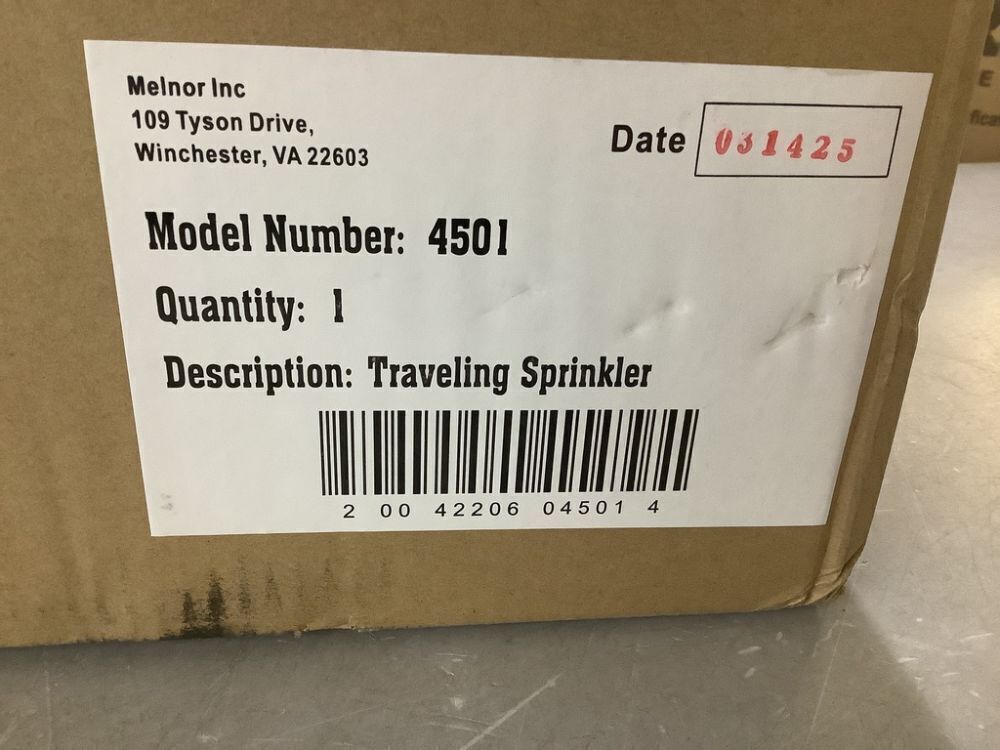 Melnor Inc
109 Tyson Drive,
Winchester, VA 22603
Date 031425
Model Number: 4501
Quantity: 1
Description: Traveling Sprinkler
2 00 42206 04501 4